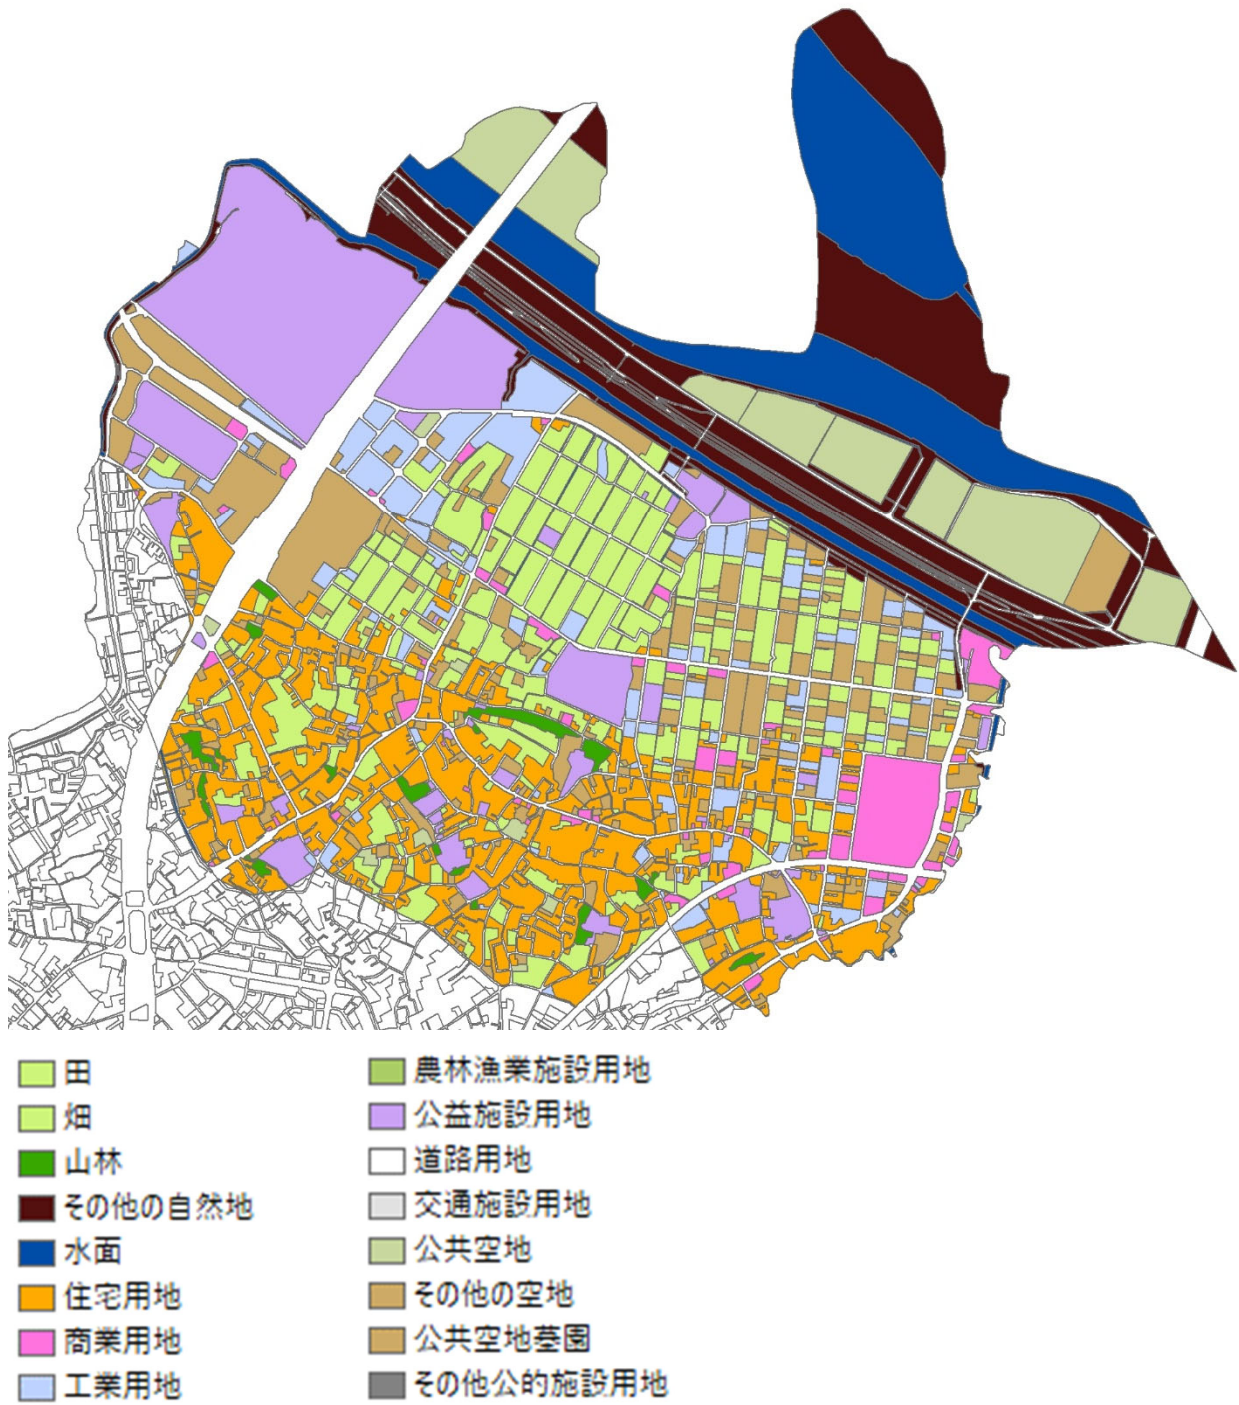 田
畑
山林
その他の自然地
水面
住宅用地
商業用地
工業用地
農林漁業施設用地
公益施設用地
道路用地
交通施設用地
公共空地
その他の空地
公共空地墓園
その他公的施設用地